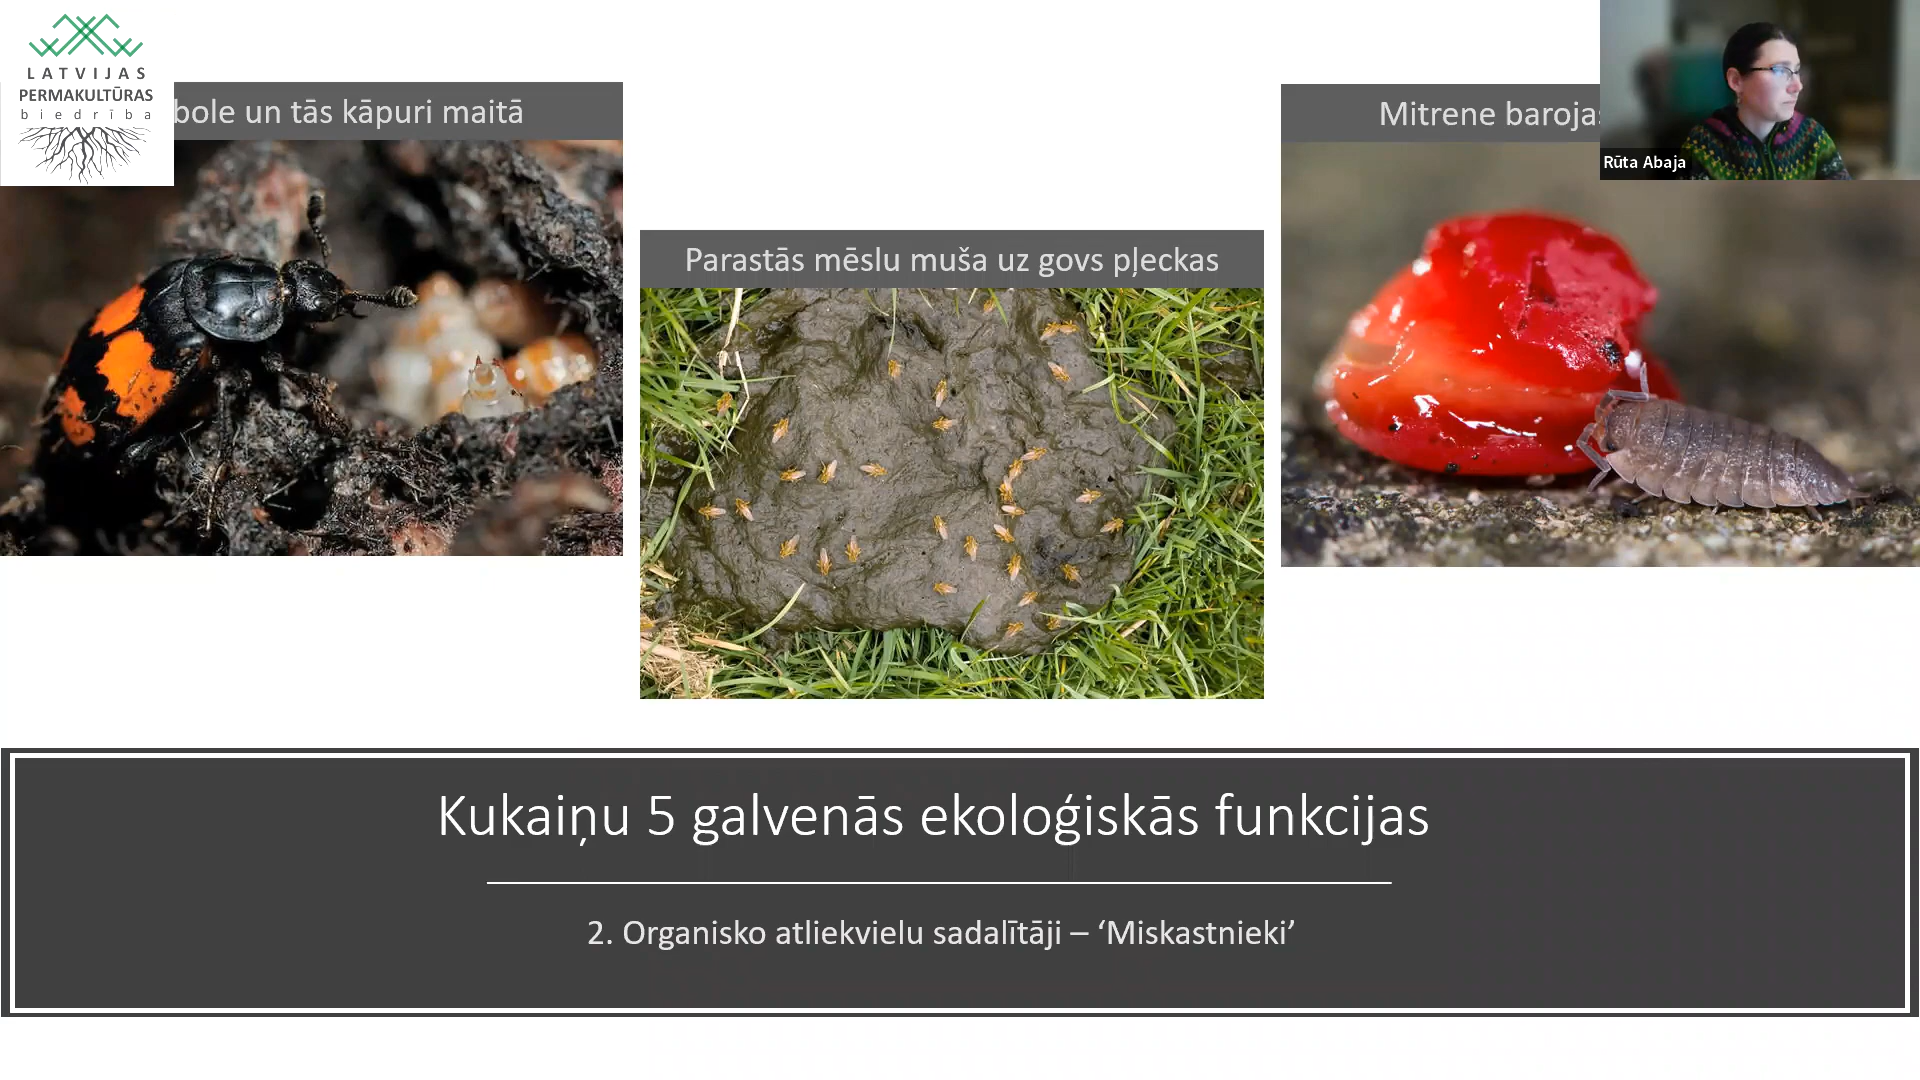 LATVIJAS
PERMAKULTŪRAS
biedrība
bole un tās kāpuri maitā
Parastās mēslu muša uz govs pļeckas
Mitrene barojas
Rūta Abaja
Kukaiņu 5 galvenās ekoloģiskās funkcijas
2. Organisko atliekvielu sadalītāji – ‘Miskastnieki’